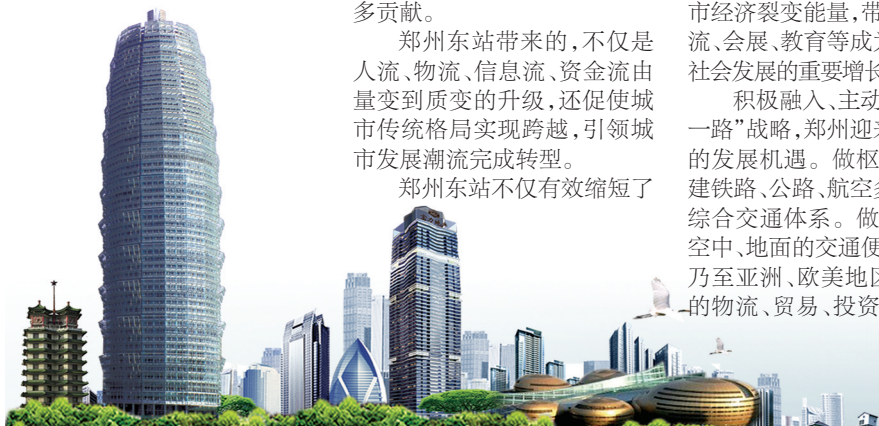 多贡献。
郑州东站带来的,不仅是
人流、物流、信息流、资金流由
量变到质变的升级,还促使城
市传统格局实现跨越,引领城
市发展潮流完成转型。
郑州东站不仅有效缩短了
市经济裂变能量,带
流、会展、教育等成为
社会发展的重要增长
积极融入、主动
一路”战略,郑州迎来
的发展机遇。做枢
建铁路、公路、航空多
综合交通体系。做
空中、地面的交通便
乃至亚洲、欧美地区
的物流、贸易、投资